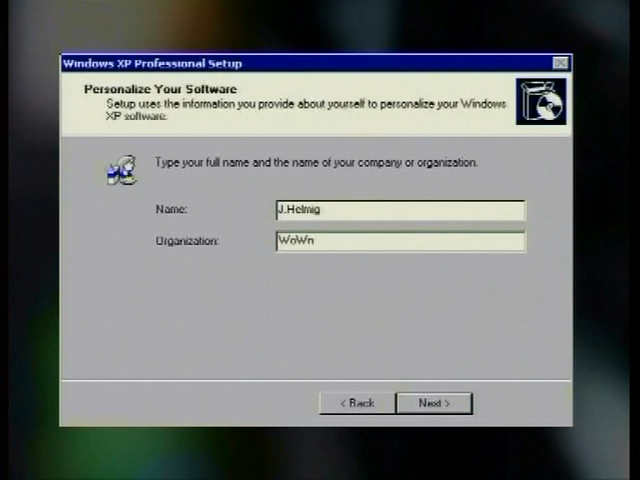 Windows XP Professional Setup
Personalize Your Software
Setup uses the information you provide about yourself to personalize your Windows
XP software.
Type your full name and the name of your company or organization.
Name:
J.Helmig
Organization:
WoWn
< Back
Next >